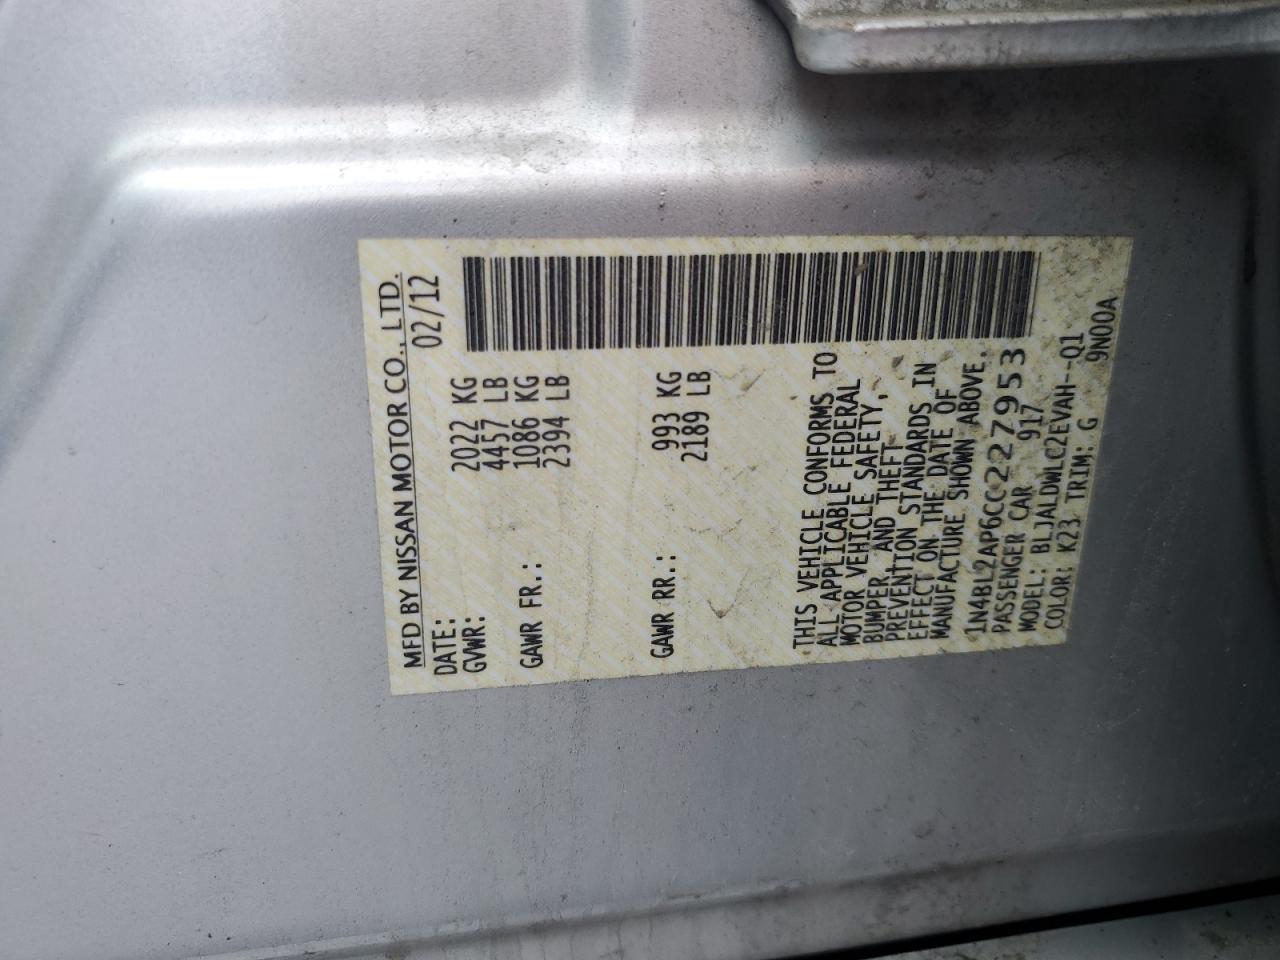 MFD BY NISSAN MOTOR CO., LTD.
DATE: 02/12
GVWR: 2022 KG
4457 LB
GAWR FR.: 1086 KG
2394 LB
GAWR RR.: 993 KG
2189 LB
THIS VEHICLE CONFORMS TO
ALL APPLICABLE FEDERAL
MOTOR VEHICLE SAFETY,
BUMPER AND THEFT
PREVENTION STANDARDS IN
EFFECT ON THE DATE OF
MANUFACTURE SHOWN ABOVE.
1N4BL2AP6CC227953
PASSENGER CAR 917
MODEL: BLJALDWLC2EVAH--Q1
COLOR: K23 TRIM: G 9N00A